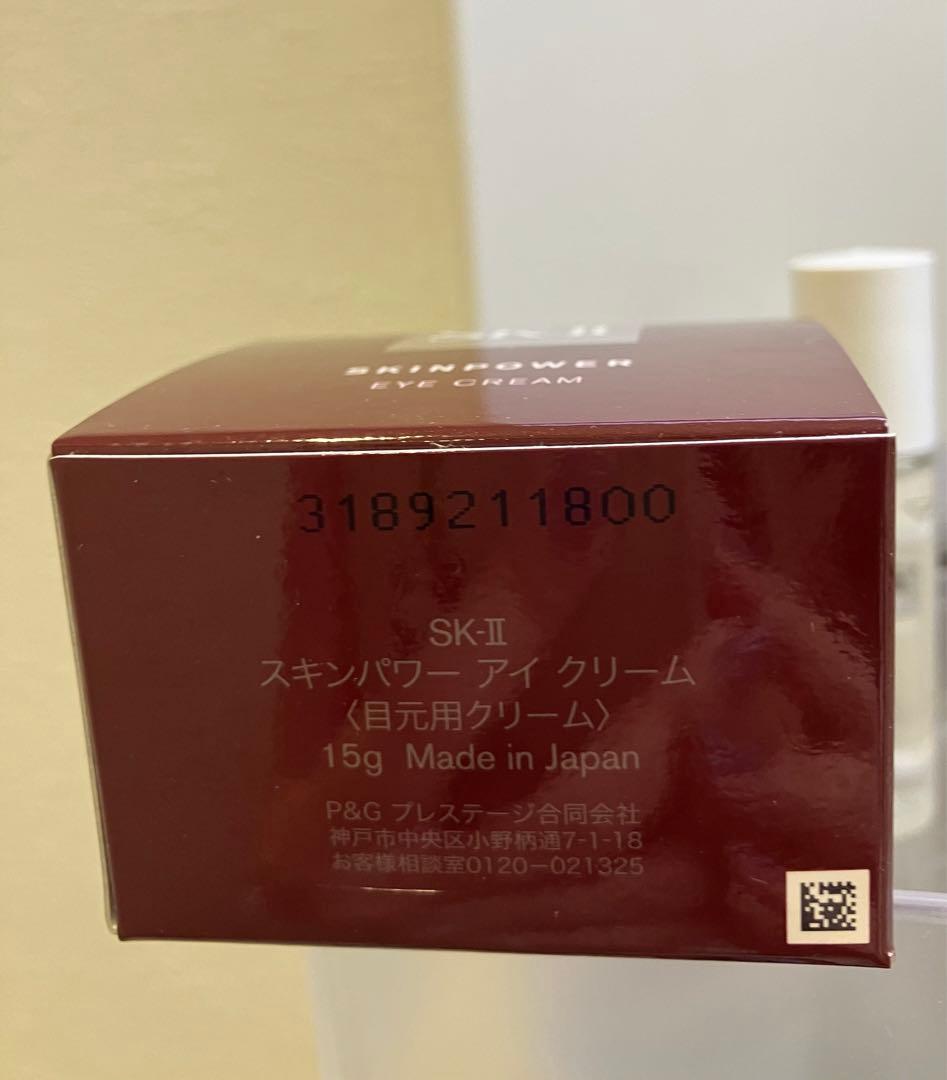 SK-II
SKINPOWER
EYE CREAM
3189211800
SK-II
スキンパワー アイ クリーム
〈目元用クリーム〉
15g Made in Japan
P&G プレステージ合同会社
神戸市中央区小野柄通7-1-18
お客様相談室0120-021325